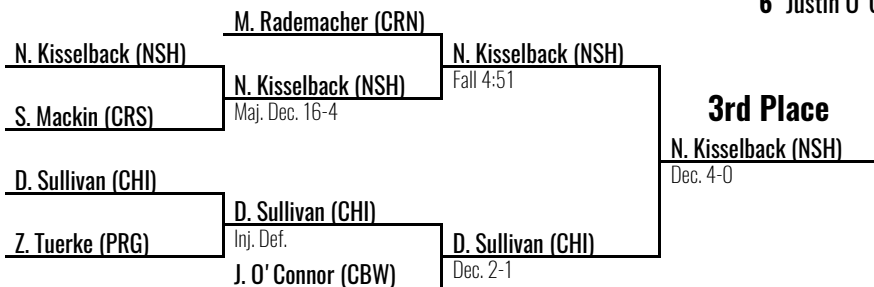 6 Justin O'
M. Rademacher (CRN)
N. Kisselback (NSH)
N. Kisselback (NSH)
Fall 4:51
N. Kisselback (NSH)
Maj. Dec. 16-4
S. Mackin (CRS)
3rd Place
N. Kisselback (NSH)
Dec. 4-0
D. Sullivan (CHI)
D. Sullivan (CHI)
Inj. Def.
Z. Tuerke (PRG)
D. Sullivan (CHI)
Dec. 2-1
J. O'Connor (CBW)